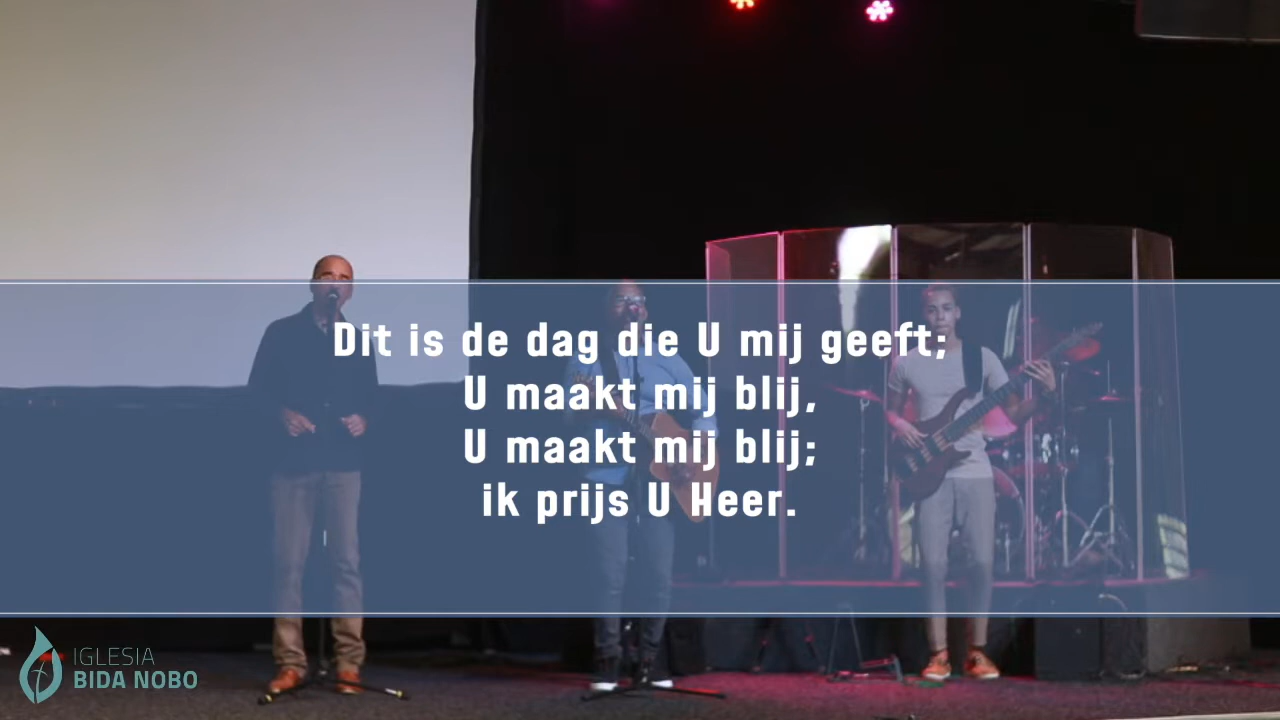 Dit is de dag die U mij geeft;
U maakt mij blij,
U maakt mij blij;
ik prijs U Heer.
IGLESIA
BIDA NOBO